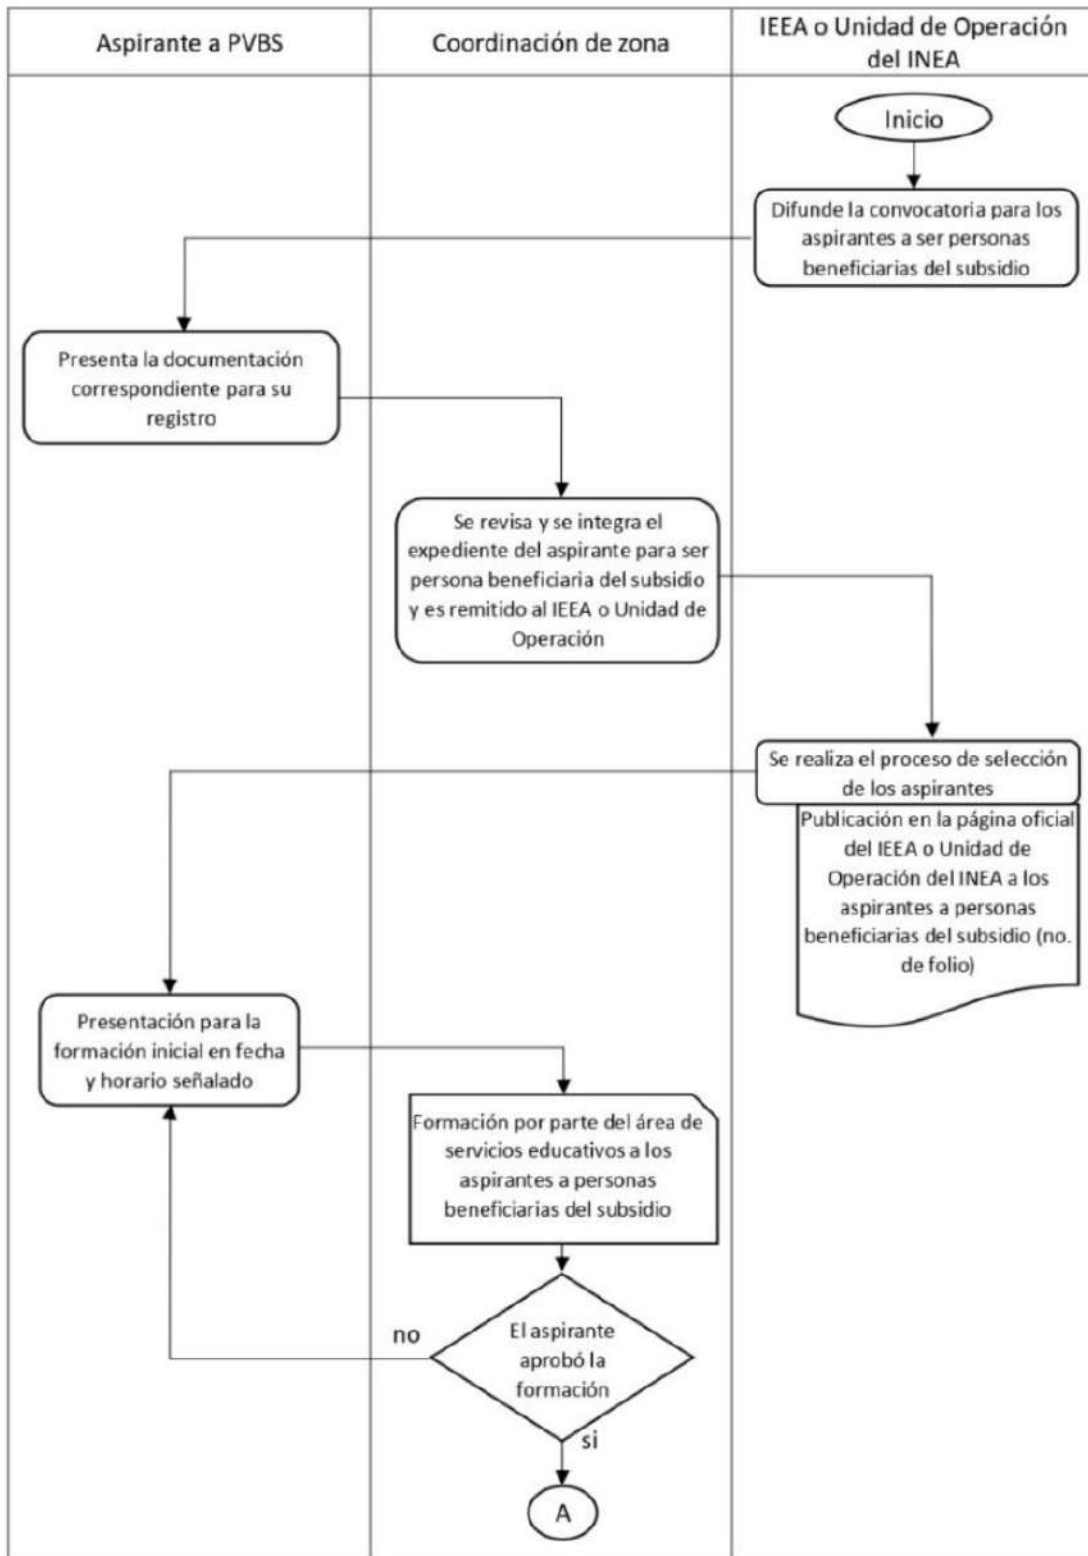 Aspirante a PVBS
Coordinación de zona
IEEA o Unidad de Operación
del INEA
Inicio
Difunde la convocatoria para los
aspirantes a ser personas
beneficiarias del subsidio
Presenta la documentación
correspondiente para su
registro
Se revisa y se integra el
expediente del aspirante para ser
persona beneficiaria del subsidio
y es remitido al IEEA o Unidad de
Operación
Se realiza el proceso de selección
de los aspirantes
Publicación en la página oficial
del IEEA o Unidad de
Operación del INEA a los
aspirantes a personas
beneficiarias del subsidio (no.
de folio)
Presentación para la
formación inicial en fecha
y horario señalado
Formación por parte del área de
servicios educativos a los
aspirantes a personas
beneficiarias del subsidio
no
El aspirante
aprobó la
formación
si
A